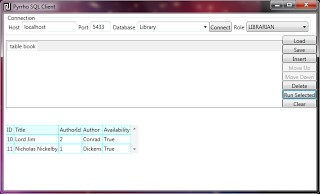 Pyrrho SQL Client
Connection
Host localhost Port 5433 Database Library Connect Role LIBRARIAN
Load
table book
Save
Insert
Move Up
Move Down
Delete
Run Selected
Clear
ID Title AuthorId Author Availability
10 Lord Jim 2 Conrad True
11 Nicholas Nickelby 1 Dickens True